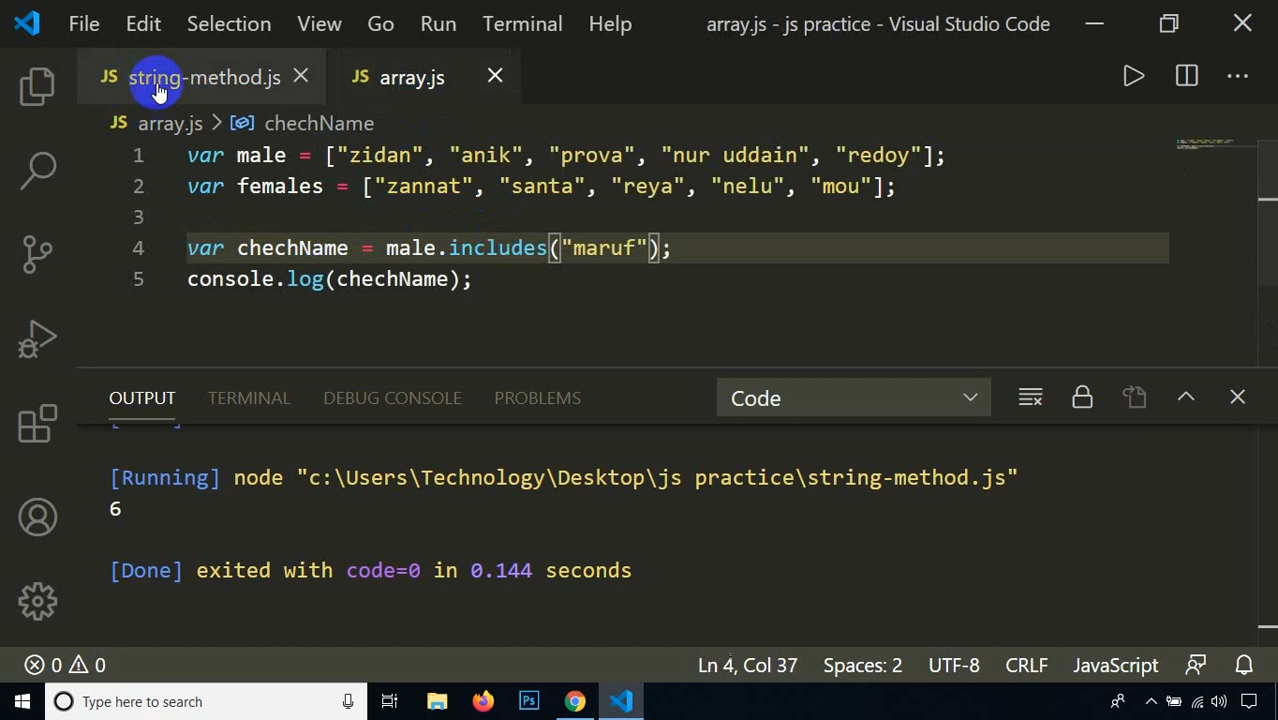 File Edit Selection View Go Run Terminal Help array.js - js practice - Visual Studio Code
JS string-method.js JS array.js
JS array.js > chechName
1 var male = ["zidan", "anik", "prova", "nur uddain", "redoy"];
2 var females = ["zannat", "santa", "reya", "nelu", "mou"];
3
4 var chechName = male.includes("maruf");
5 console.log(chechName);
OUTPUT TERMINAL DEBUG CONSOLE PROBLEMS Code
[Running] node "c:\Users\Technology\Desktop\js practice\string-method.js"
6
[Done] exited with code=0 in 0.144 seconds
0 0 Ln 4, Col 37 Spaces: 2 UTF-8 CRLF JavaScript
Type here to search Ps